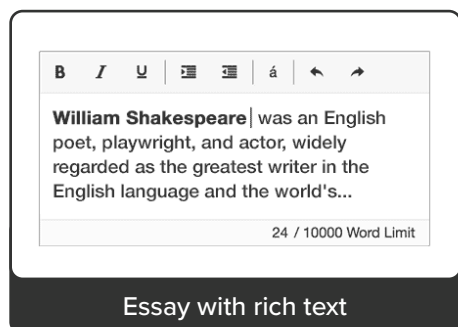 B I U á
William Shakespeare was an English
poet, playwright, and actor, widely
regarded as the greatest writer in the
English language and the world's...
24 / 10000 Word Limit
Essay with rich text